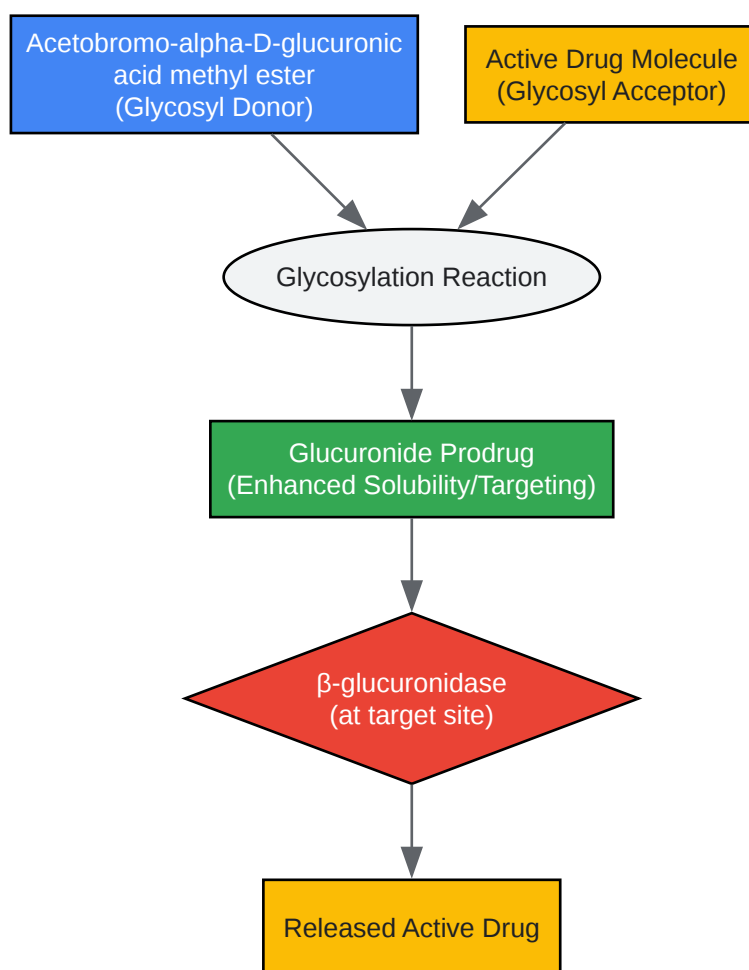 Acetobromo-alpha-D-glucuronic
acid methyl ester
(Glycosyl Donor)
Active Drug Molecule
(Glycosyl Acceptor)
Glycosylation Reaction
Glucuronide Prodrug
(Enhanced Solubility/Targeting)
β-glucuronidase
(at target site)
Released Active Drug